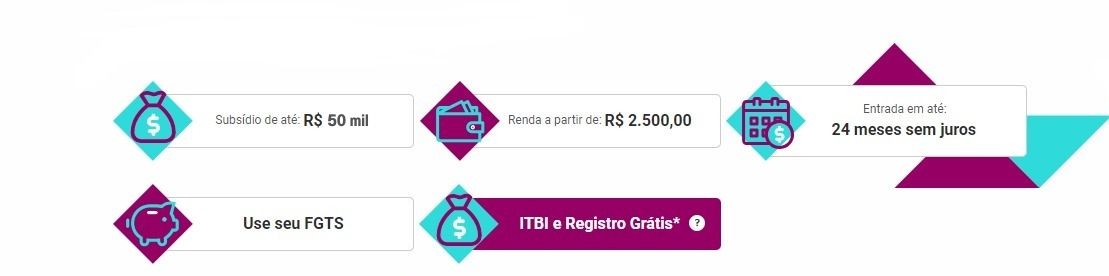 Subsídio de até: R$ 50 mil
Renda a partir de: R$ 2.500,00
Entrada em até:
24 meses sem juros
Use seu FGTS
ITBI e Registro Grátis* ?